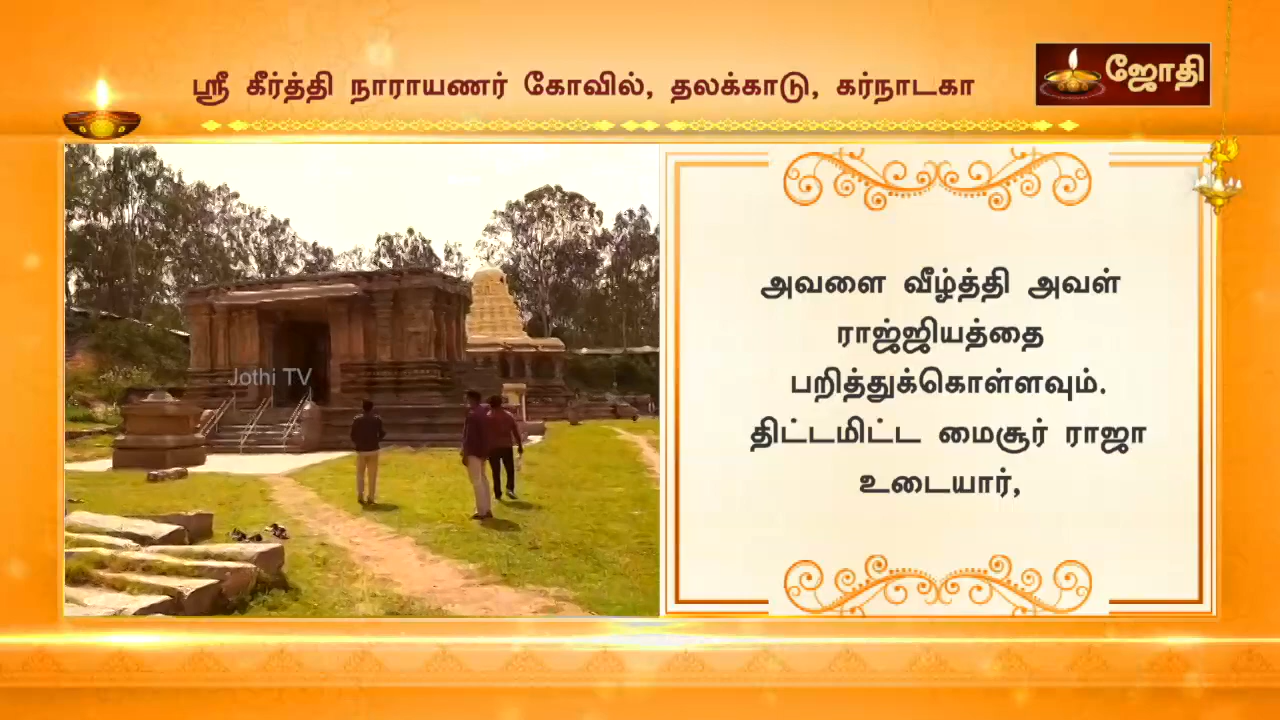 ஸ்ரீ கீர்த்தி நாராயணர் கோவில், தலக்காடு, கர்நாடகா
ஜோதி
Jothi TV
அவளை வீழ்த்தி அவள்
ராஜ்ஜியத்தை
பறித்துக்கொள்ளவும்.
திட்டமிட்ட மைசூர் ராஜா
உடையார்,